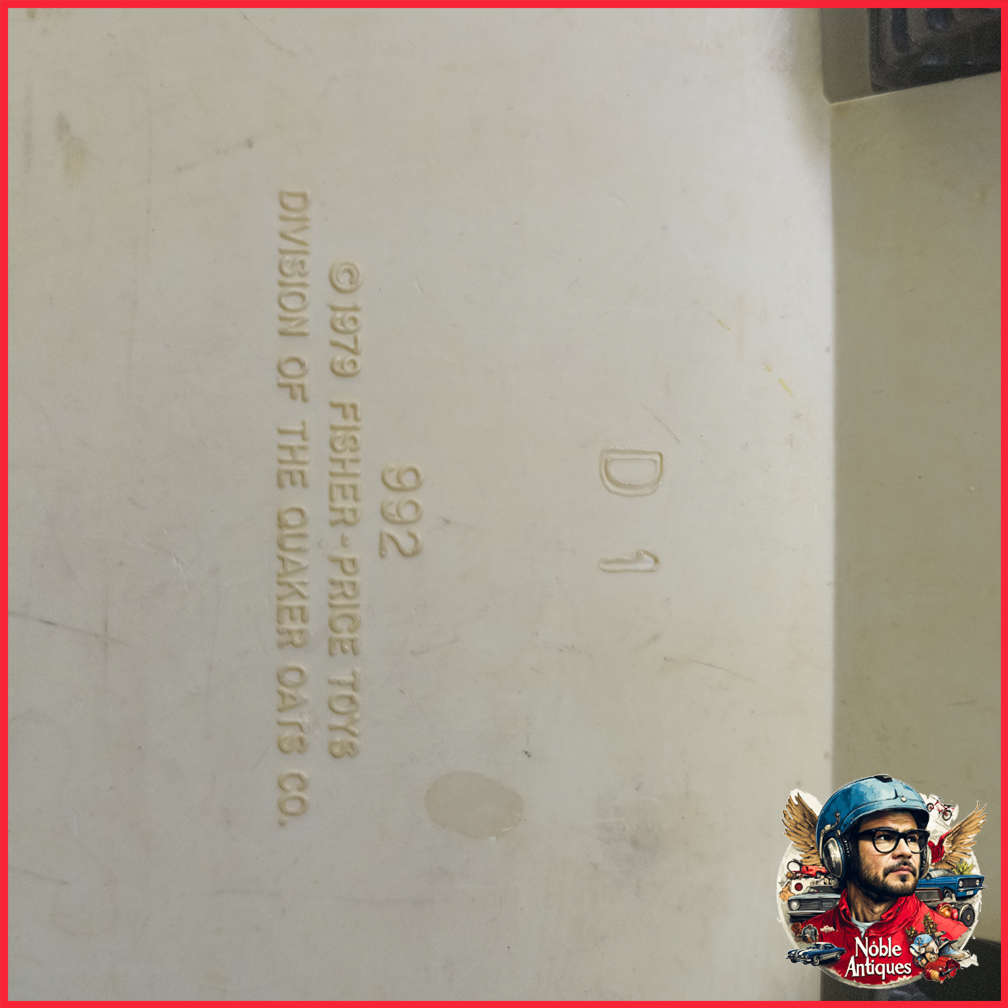 D 1
992
© 1979 FISHER-PRICE TOYS
DIVISION OF THE QUAKER OATS CO.
Noble
Antiques